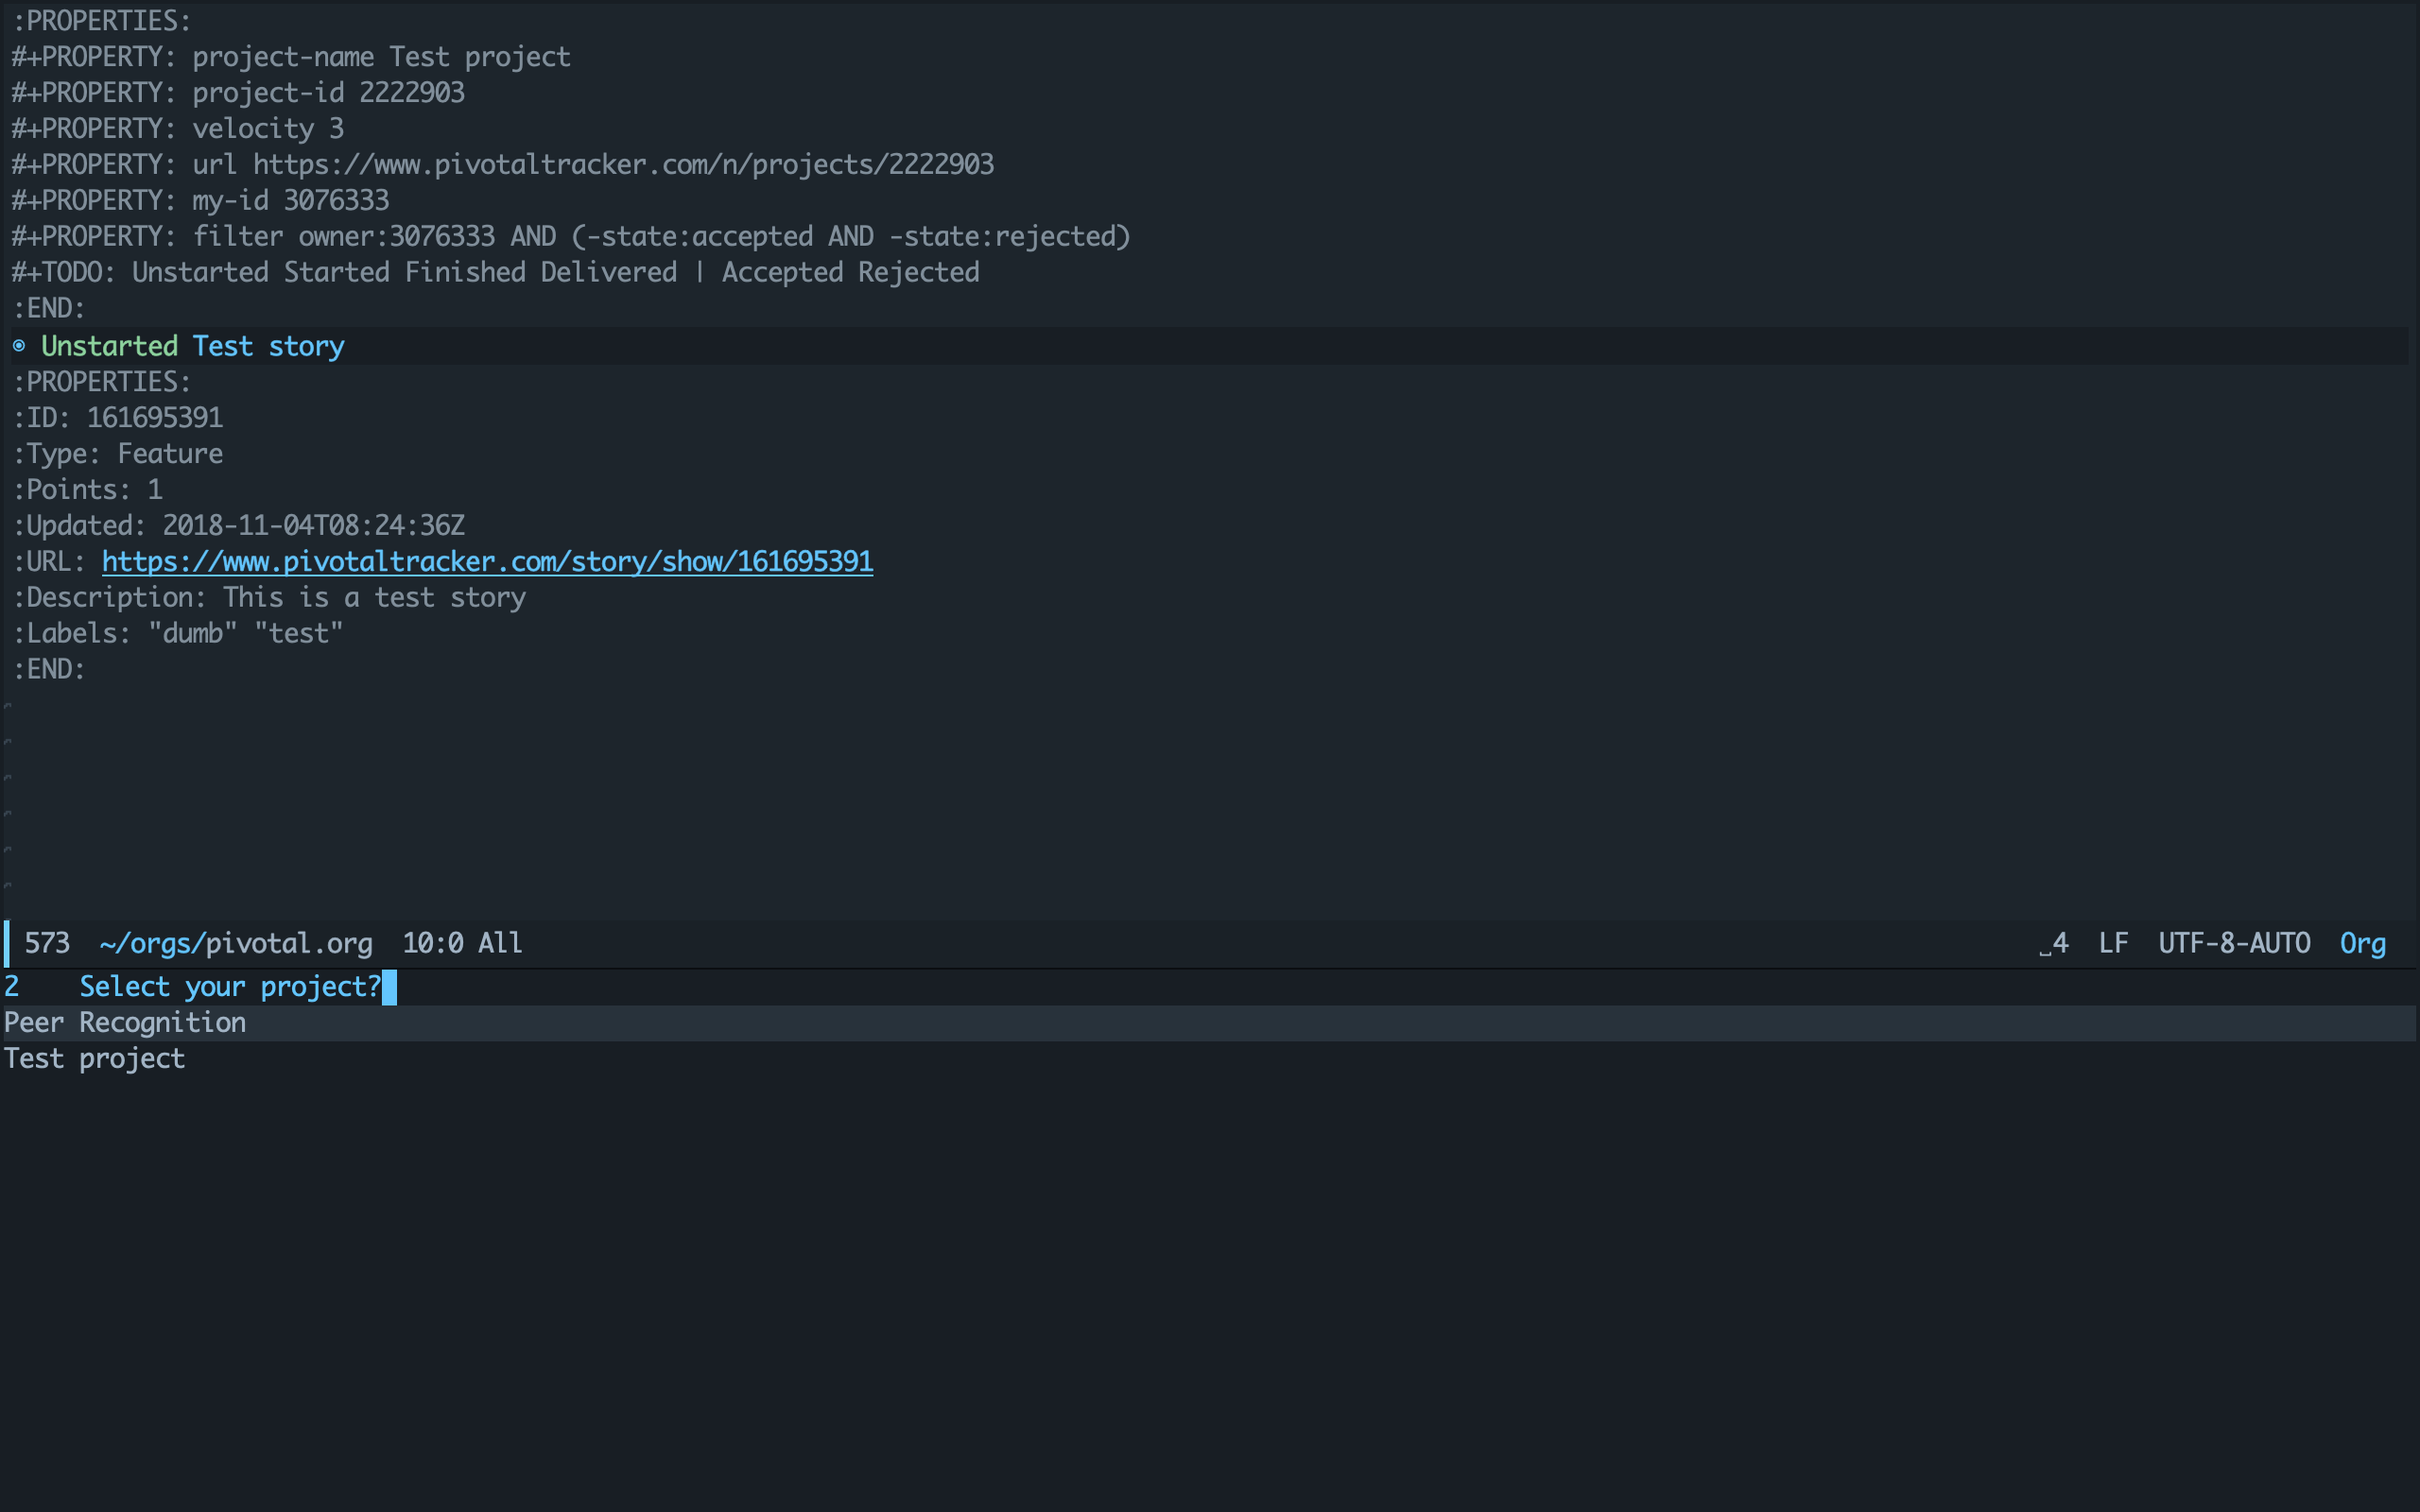 :PROPERTIES:
#+PROPERTY: project-name Test project
#+PROPERTY: project-id 2222903
#+PROPERTY: velocity 3
#+PROPERTY: url https://www.pivotaltracker.com/n/projects/2222903
#+PROPERTY: my-id 3076333
#+PROPERTY: filter owner:3076333 AND (-state:accepted AND -state:rejected)
#+TODO: Unstarted Started Finished Delivered | Accepted Rejected
:END:
Unstarted Test story
:PROPERTIES:
:ID: 161695391
:Type: Feature
:Points: 1
:Updated: 2018-11-04T08:24:36Z
:URL: https://www.pivotaltracker.com/story/show/161695391
:Description: This is a test story
:Labels: "dumb" "test"
:END:
573 ~/orgs/pivotal.org 10:0 All ⎵4 LF UTF-8-AUTO Org
2 Select your project?
Peer Recognition
Test project